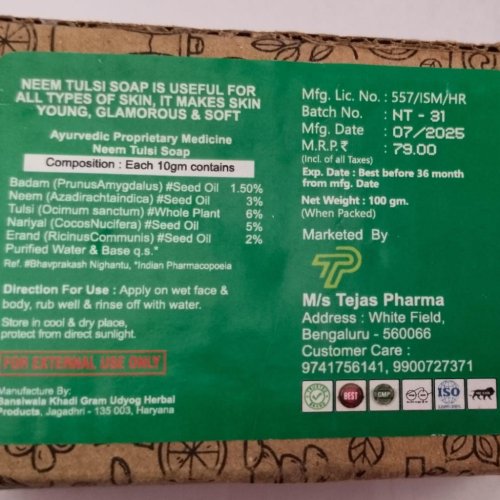 NEEM TULSI SOAP IS USEFUL FOR
ALL TYPES OF SKIN, IT MAKES SKIN
YOUNG, GLAMOROUS & SOFT
Ayurvedic Proprietary Medicine
Neem Tulsi Soap
Composition : Each 10gm contains
Badam (PrunusAmygdalus) #Seed Oil 1.50%
Neem (Azadirachtaindica) #Seed Oil 3%
Tulsi (Ocimum sanctum) #Whole Plant 6%
Nariyal (CocosNucifera) #Seed Oil 5%
Erand (RicinusCommunis) #Seed Oil 2%
Purified Water & Base q.s.*
Ref. #Bhavprakash Nighantu, *Indian Pharmacopoeia
Direction For Use : Apply on wet face &
body, rub well & rinse off with water.
Store in cool & dry place,
protect from direct sunlight.
FOR EXTERNAL USE ONLY
Manufacture By:
Bansiwala Khadi Gram Udyog Herbal
Products, Jagadhri - 135 003, Haryana
Mfg. Lic. No. : 557/ISM/HR
Batch No. : NT - 31
Mfg. Date : 07/2025
M.R.P.₹ : 79.00
(Incl. of all Taxes)
Exp. Date : Best before 36 month
from mfg. Date
Net Weight : 100 gm.
(When Packed)
Marketed By
TP
M/s Tejas Pharma
Address : White Field,
Bengaluru - 560066
Customer Care :
9741756141, 9900727371
BEST
GMP
ISO